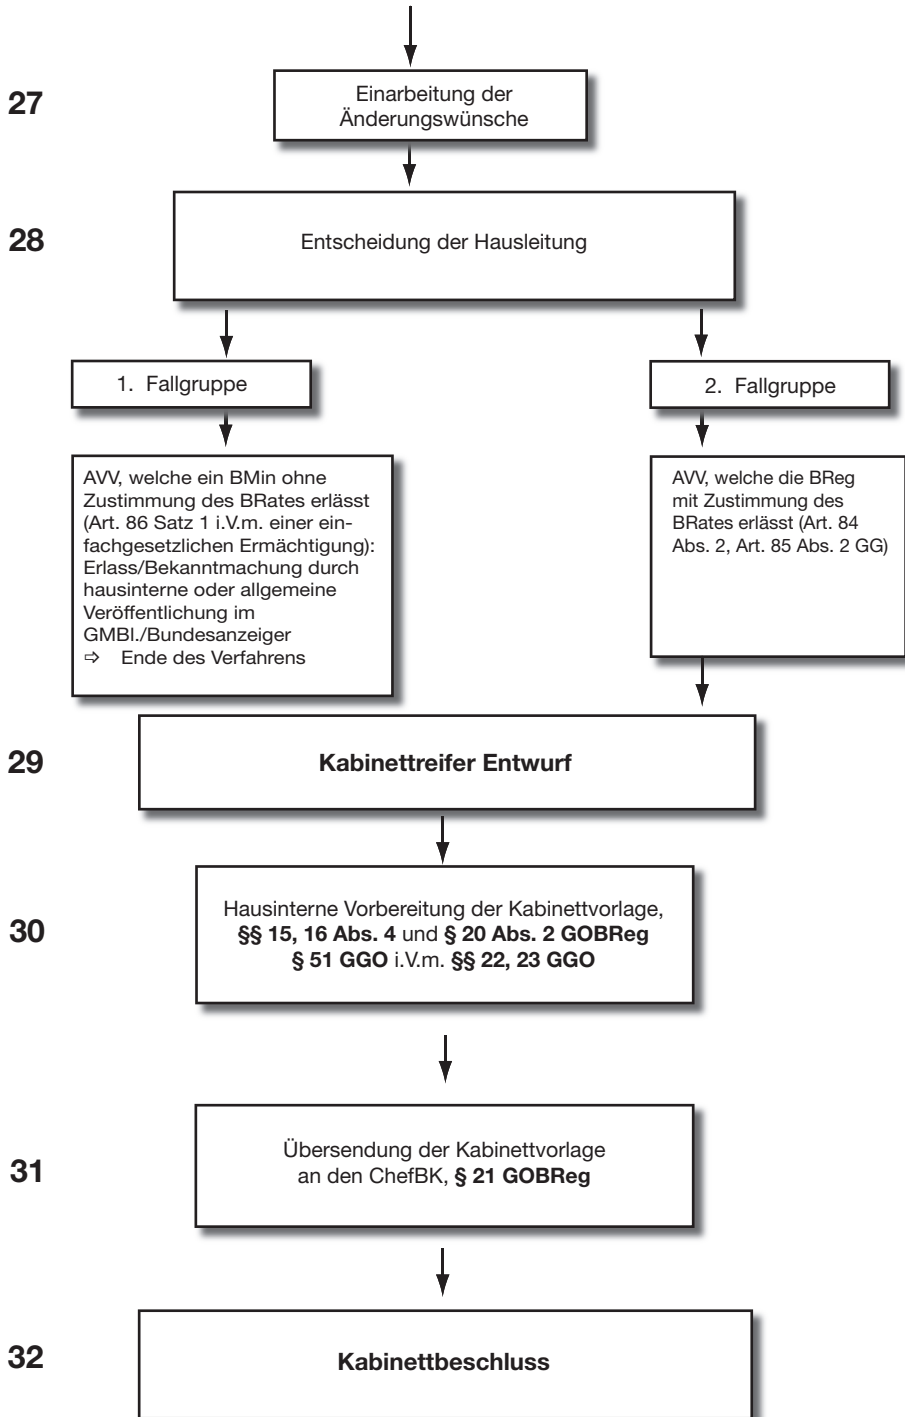 27
Einarbeitung der
Änderungswünsche
28
Entscheidung der Hausleitung
1. Fallgruppe
2. Fallgruppe
AVV, welche ein BMin ohne
Zustimmung des BRates erlässt
(Art. 86 Satz 1 i.V.m. einer ein-
fachgesetzlichen Ermächtigung):
Erlass/Bekanntmachung durch
hausinterne oder allgemeine
Veröffentlichung im
GMBl./Bundesanzeiger
⇨ Ende des Verfahrens
AVV, welche die BReg
mit Zustimmung des
BRates erlässt (Art. 84
Abs. 2, Art. 85 Abs. 2 GG)
29
Kabinettreifer Entwurf
30
Hausinterne Vorbereitung der Kabinettvorlage,
§§ 15, 16 Abs. 4 und § 20 Abs. 2 GOBReg
§ 51 GGO i.V.m. §§ 22, 23 GGO
31
Übersendung der Kabinettvorlage
an den ChefBK, § 21 GOBReg
32
Kabinettbeschluss